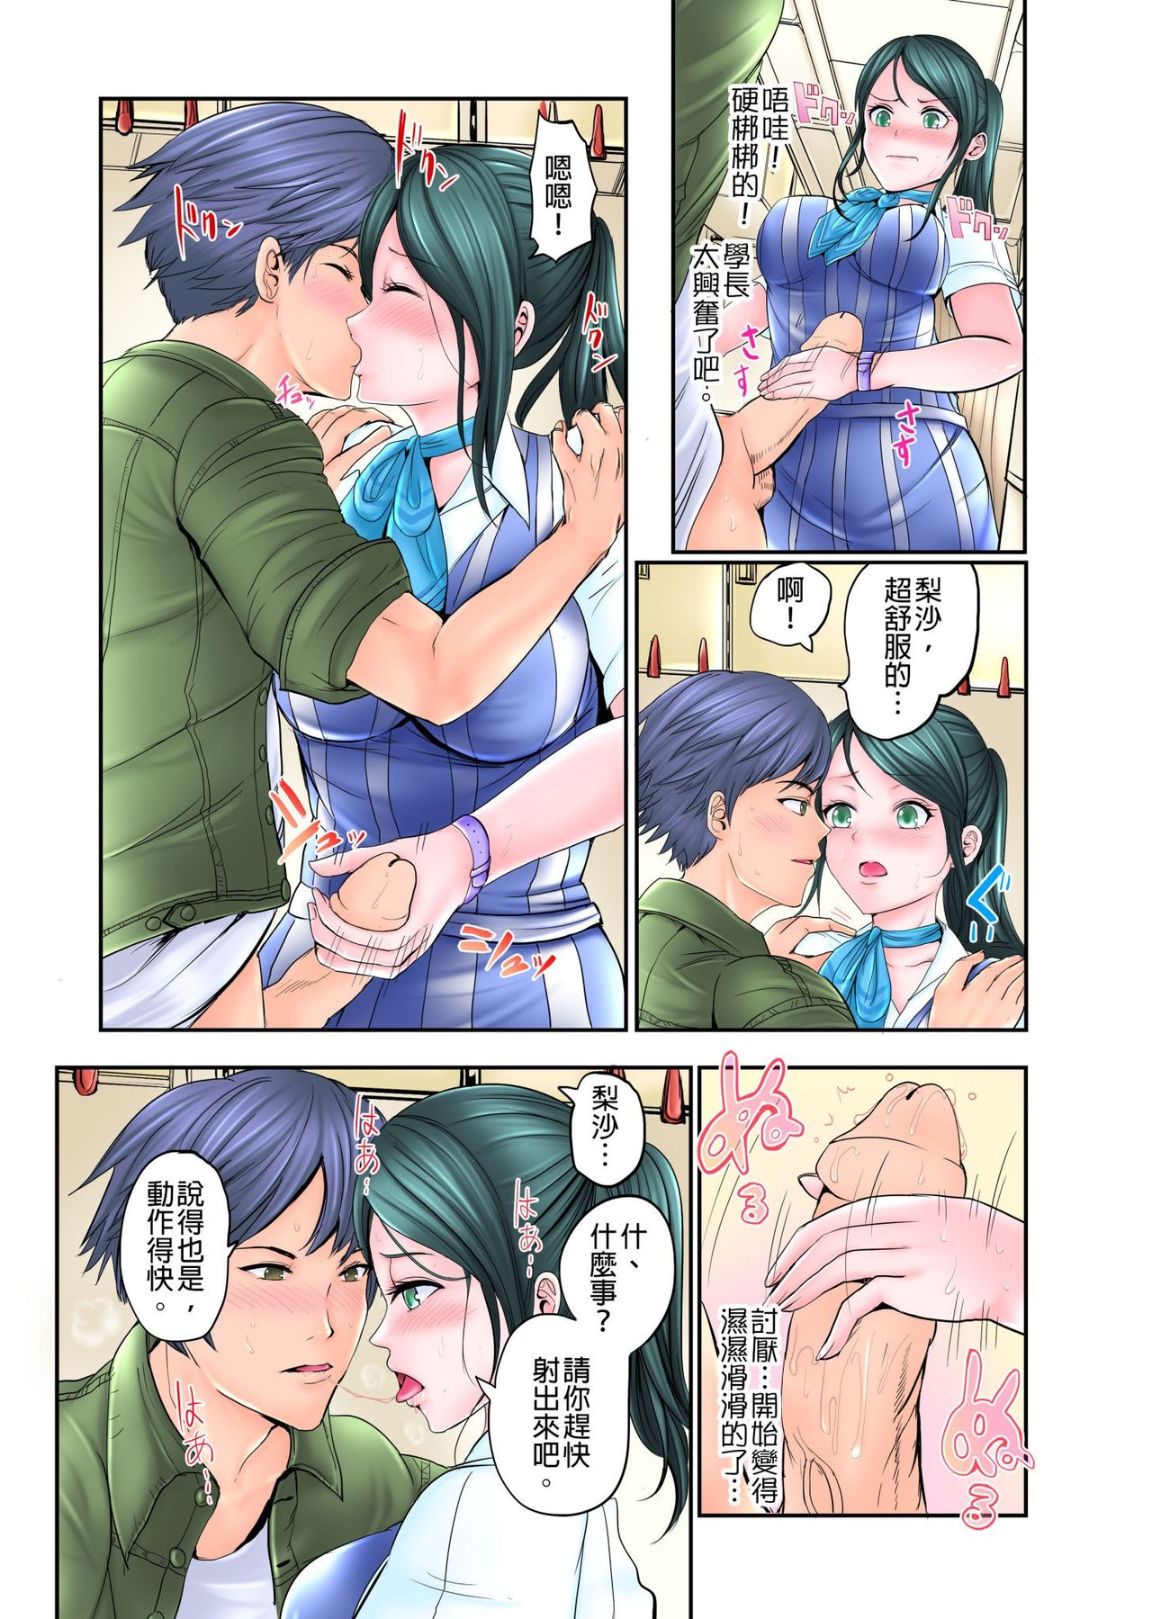 唔哇！
硬梆梆的！
學長
太興奮了吧。
ドクン
ドクン
さす
さす
梨沙，
超舒服的…
啊！
ぐ
嗯嗯！
ドクン
ドクン
ドクン
チュッ
ニシュッ
ニシュッ
ぬる
討厭…開始變得
濕濕滑滑的了…
ぬる
梨沙…
什、
什麼事？
請你趕快
射出來吧。
はぁ…
はぁ…
說得也是，
動作得快。
はぁ…